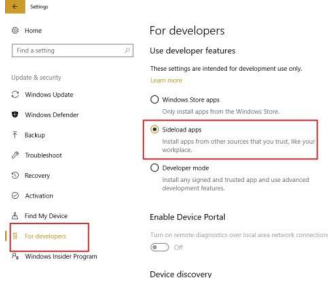 Settings
Home
Find a setting
Update & security
Windows Update
Windows Defender
Backup
Troubleshoot
Recovery
Activation
Find My Device
For developers
Windows Insider Program
For developers
Use developer features
These settings are intended for development use only.
Learn more
Windows Store apps
Only install apps from the Windows Store.
Sideload apps
Install apps from other sources that you trust, like your
workplace.
Developer mode
Install any signed and trusted app and use advanced
development features.
Enable Device Portal
Turn on remote diagnostics over local area network connections
Off
Device discovery